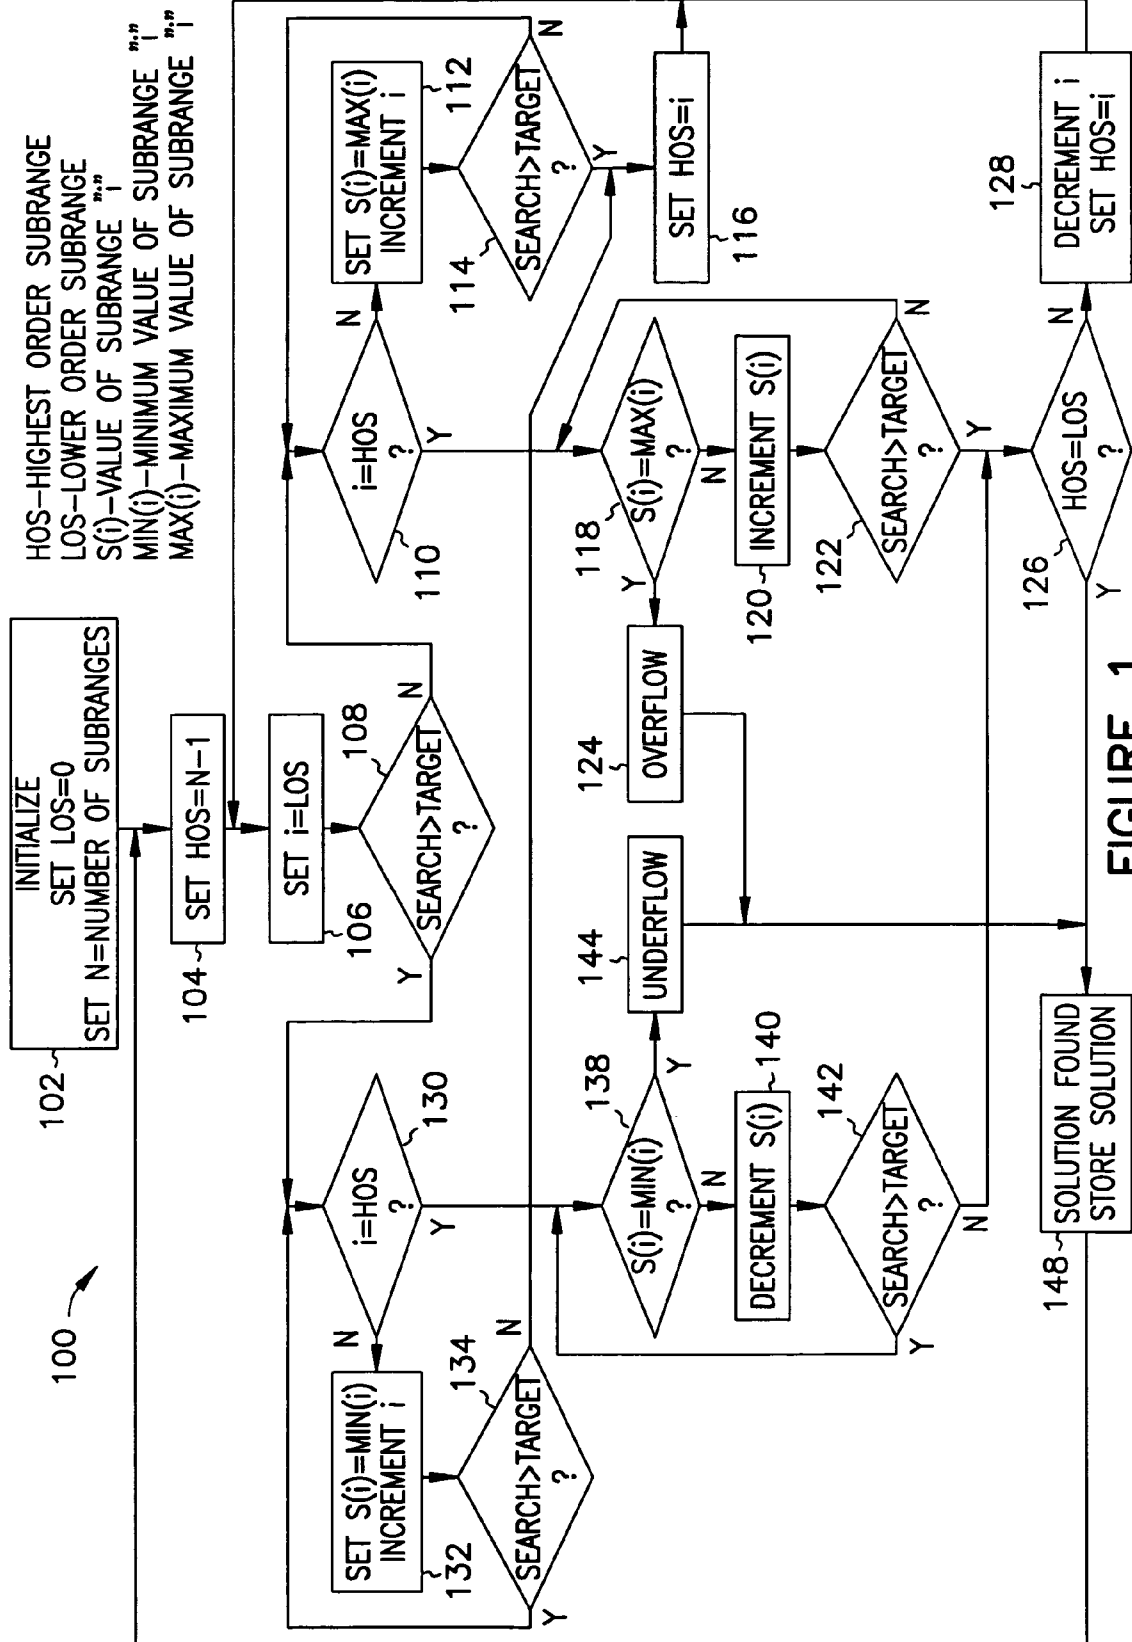 HOS–HIGHEST ORDER SUBRANGE
LOS–LOWER ORDER SUBRANGE
S(i)–VALUE OF SUBRANGE "i"
MIN(i)–MINIMUM VALUE OF SUBRANGE "i"
MAX(i)–MAXIMUM VALUE OF SUBRANGE "i"
100
INITIALIZE
SET LOS=0
SET N=NUMBER OF SUBRANGES
102
SET HOS=N-1
104
SET i=LOS
106
SEARCH>TARGET
?
108
Y
N
i=HOS
?
130
N
Y
SET S(i)=MIN(i)
INCREMENT i
132
SEARCH>TARGET
?
134
Y
N
i=HOS
?
110
N
Y
SET S(i)=MAX(i)
INCREMENT i
112
SEARCH>TARGET
?
114
N
Y
SET HOS=i
116
S(i)=MIN(i)
?
138
Y
N
UNDERFLOW
144
DECREMENT S(i)
140
SEARCH>TARGET
?
142
Y
N
S(i)=MAX(i)
?
118
Y
N
OVERFLOW
124
INCREMENT S(i)
120
SEARCH>TARGET
?
122
N
Y
HOS=LOS
?
126
Y
N
DECREMENT i
SET HOS=i
128
SOLUTION FOUND
STORE SOLUTION
148
FIGURE 1